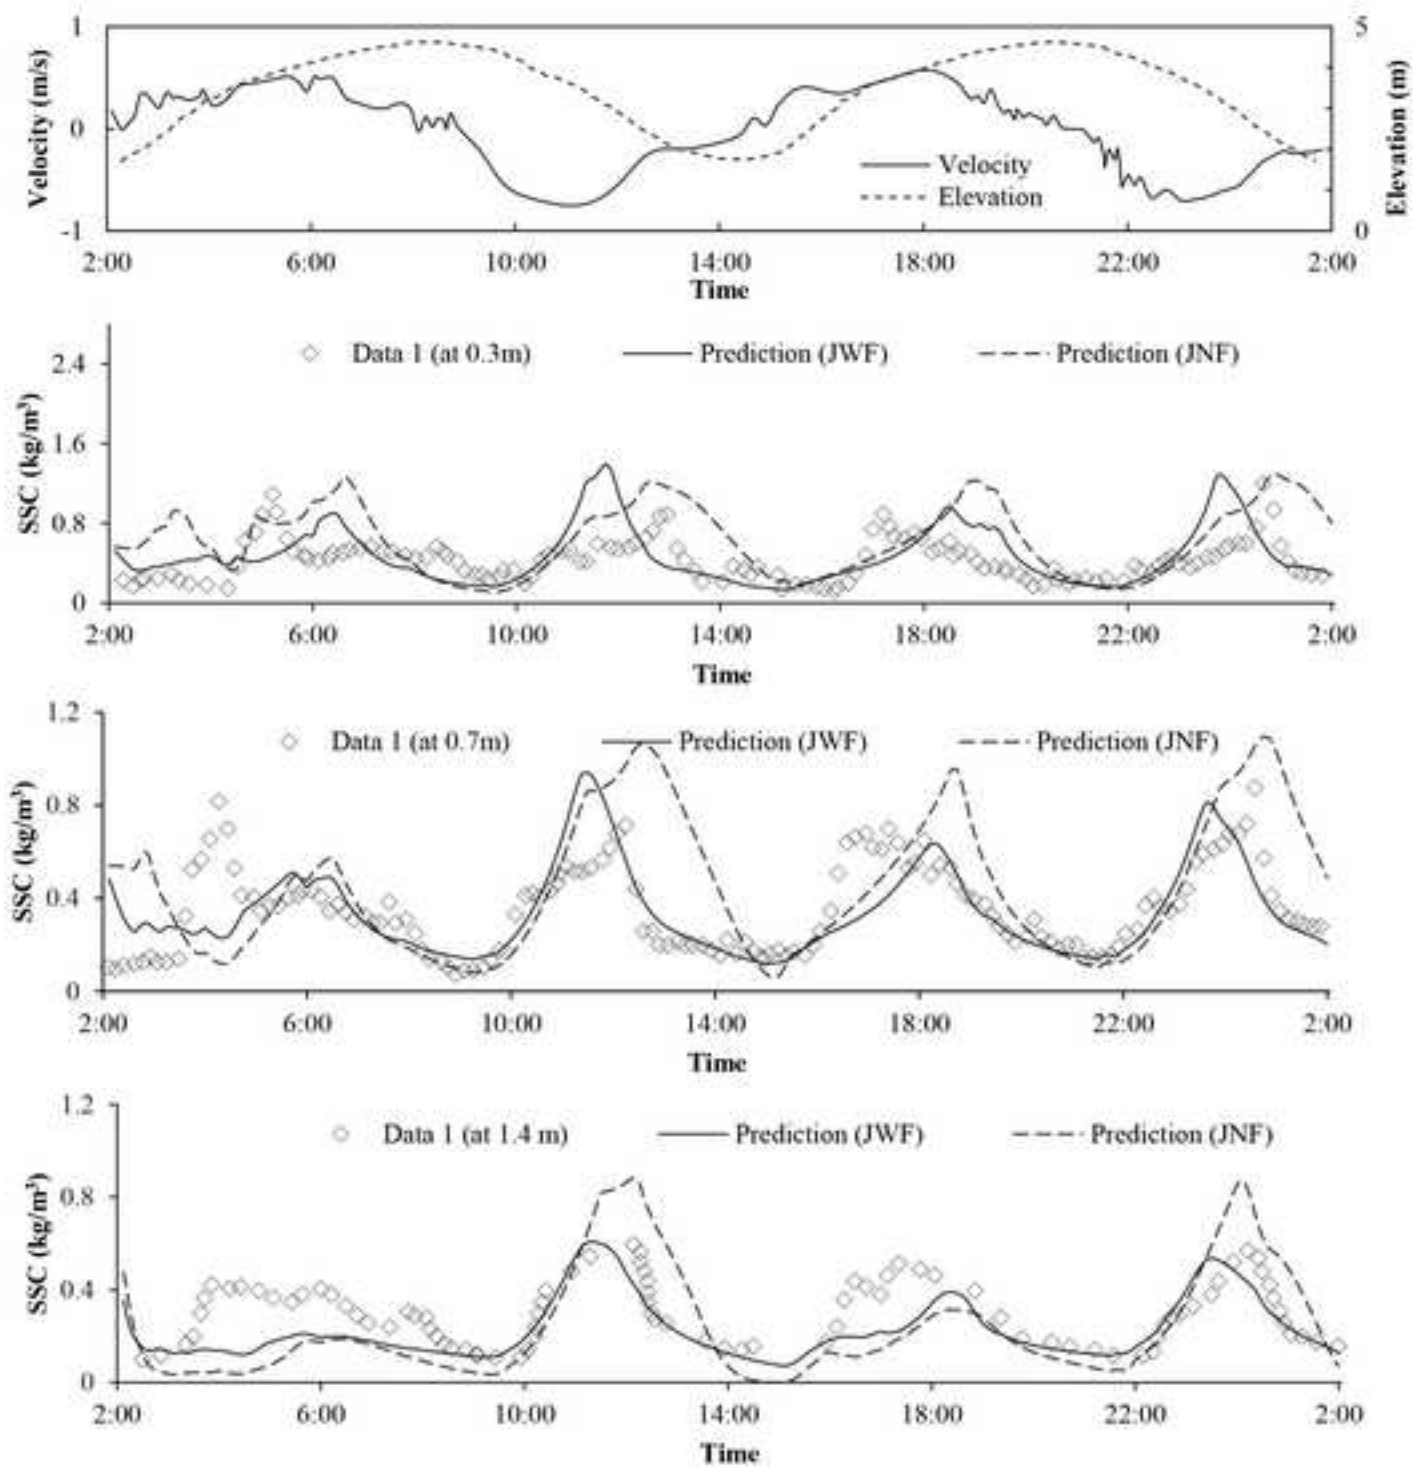 1 5
Velocity (m/s) 0 Elevation (m)
Velocity
Elevation
-1 0
2:00 6:00 10:00 14:00 18:00 22:00 2:00
Time
Data 1 (at 0.3m) Prediction (JWF) Prediction (JNF)
2.4
SSC (kg/m³)
1.6
0.8
0
2:00 6:00 10:00 14:00 18:00 22:00 2:00
Time
1.2
Data 1 (at 0.7m) Prediction (JWF) Prediction (JNF)
SSC (kg/m³)
0.8
0.4
0
2:00 6:00 10:00 14:00 18:00 22:00 2:00
Time
1.2
Data 1 (at 1.4 m) Prediction (JWF) Prediction (JNF)
SSC (kg/m³)
0.8
0.4
0
2:00 6:00 10:00 14:00 18:00 22:00 2:00
Time